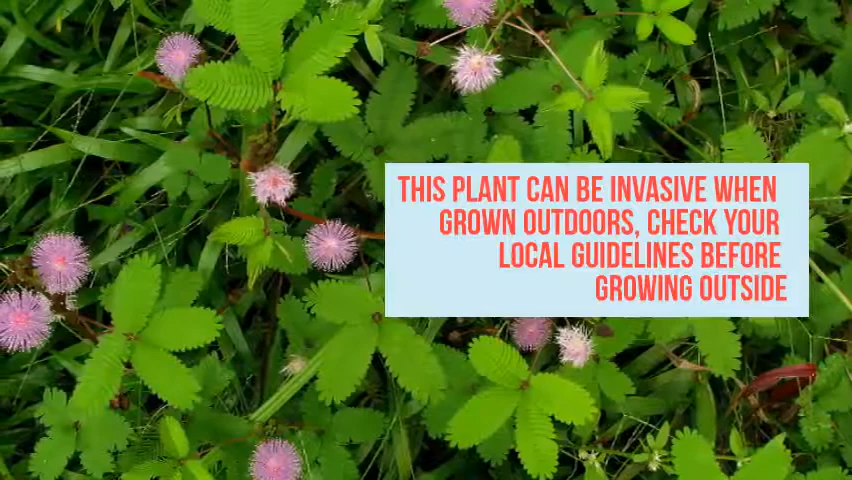 THIS PLANT CAN BE INVASIVE WHEN
GROWN OUTDOORS, CHECK YOUR
LOCAL GUIDELINES BEFORE
GROWING OUTSIDE